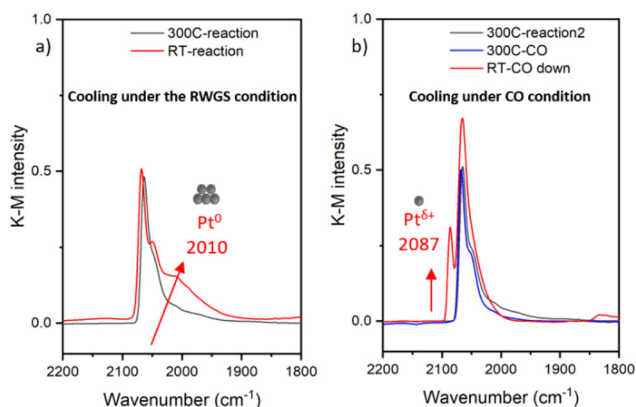 a)
300C-reaction
RT-reaction
Cooling under the RWGS condition
Pt⁰
2010
K-M intensity
1.0
0.5
0.0
2200 2100 2000 1900 1800
Wavenumber (cm⁻¹)
b)
300C-reaction2
300C-CO
RT-CO down
Cooling under CO condition
Ptᵟ⁺
2087
K-M intensity
1.0
0.5
0.0
2200 2100 2000 1900 1800
Wavenumber (cm⁻¹)